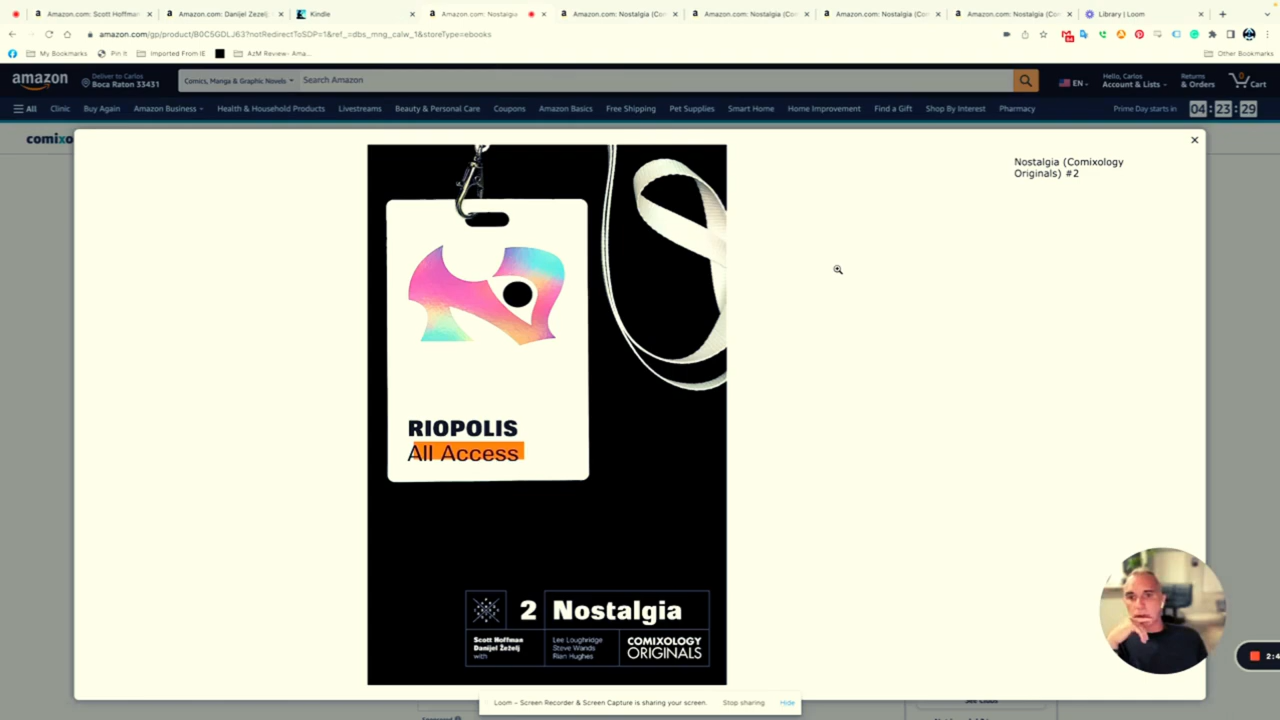 Amazon.com: Scott Hoffman
Amazon.com: Danijel Zezelj
Kindle
Amazon.com: Nostalgia
Amazon.com: Nostalgia (Com
Amazon.com: Nostalgia (Com
Amazon.com: Nostalgia (Com
Amazon.com: Nostalgia (Com
Library | Loom
amazon.com/gp/product/B0C5GDLJ63?notRedirectToSDP=1&ref_=dbs_mng_calw_1&storeType=ebooks
My Bookmarks
Pin It
Imported From IE
AzM Review- Ama...
Other Bookmarks
amazon
Deliver to Carlos
Boca Raton 33431
Comics, Manga & Graphic Novels
Search Amazon
EN
Hello, Carlos
Account & Lists
Returns
& Orders
0
Cart
All
Clinic
Buy Again
Amazon Business
Health & Household Products
Livestreams
Beauty & Personal Care
Coupons
Amazon Basics
Free Shipping
Pet Supplies
Smart Home
Home Improvement
Find a Gift
Shop By Interest
Pharmacy
Prime Day starts in
04 : 23 : 29
comixo
Nostalgia (Comixology
Originals) #2
RIOPOLIS
All Access
2 Nostalgia
Scott Hoffman
Danijel Žeželj
with
Lee Loughridge
Steve Wands
Rian Hughes
COMIXOLOGY
ORIGINALS
2:4
Loom – Screen Recorder & Screen Capture is sharing your screen.
Stop sharing
Hide